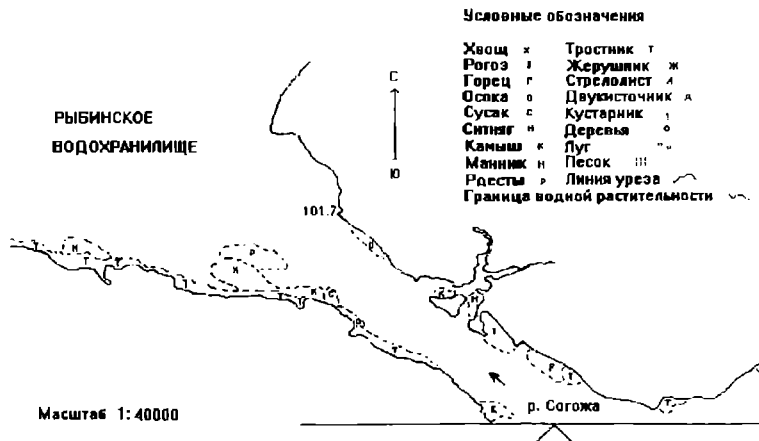 Условные обозначения
Хвощ х Тростник т
Рогоз Жерушник ж
Горец г Стрелолист
Осока о Двукисточник д
Сусак с Кустарник
Ситняг н Деревья
Камыш к Луг
Манник н Песок
Рдесты р Линия уреза
Граница водной растительности
С
Ю
РЫБИНСКОЕ
ВОДОХРАНИЛИЩЕ
101.7
р. Согожа
Масштаб 1:40000